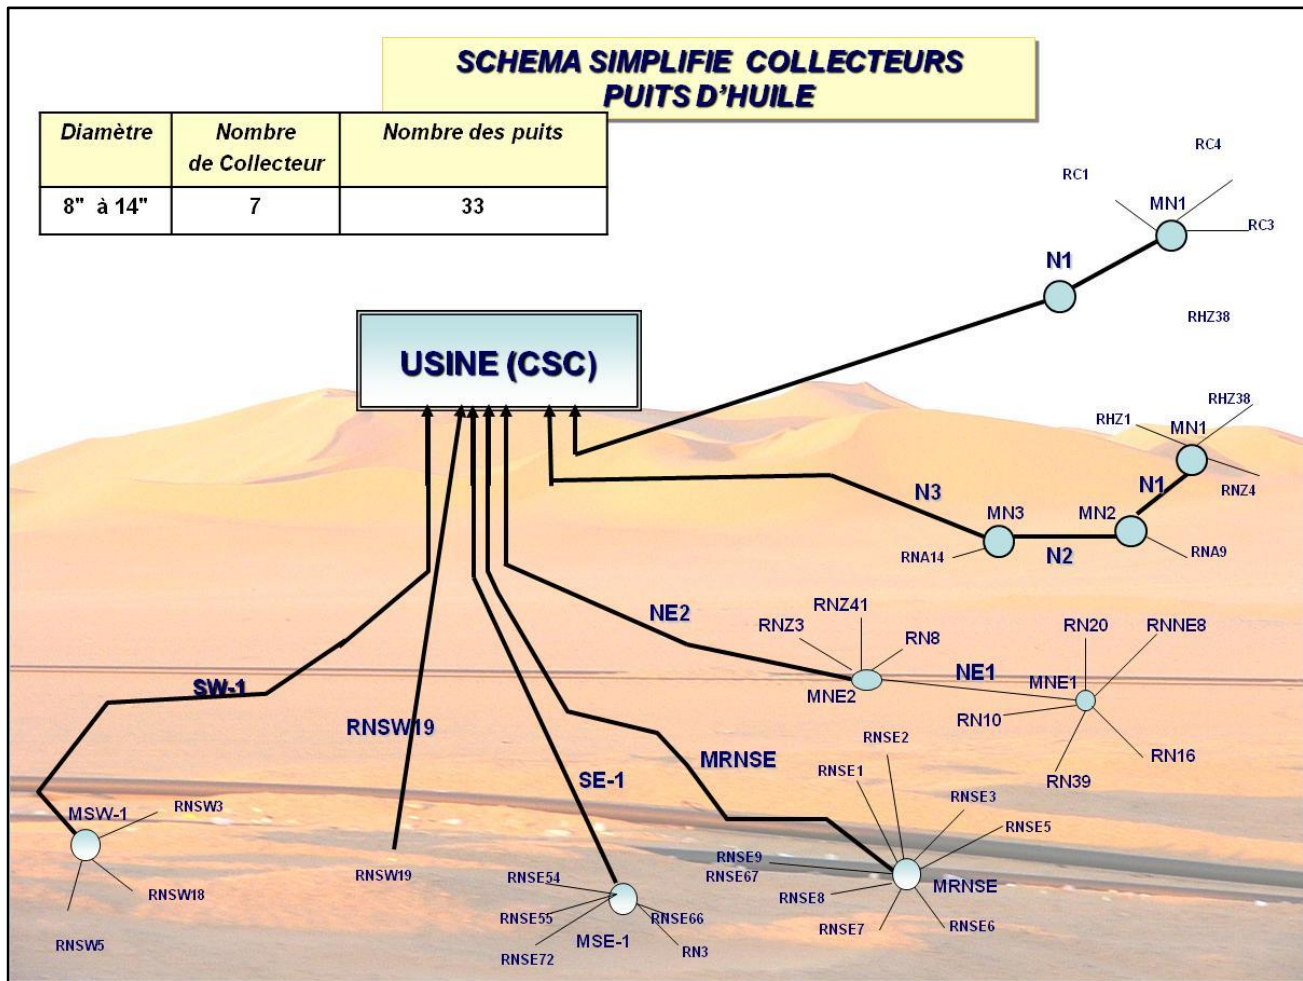 SCHEMA SIMPLIFIE COLLECTEURS
PUITS D'HUILE
Diamètre
Nombre
de Collecteur
Nombre des puits
8" à 14"
7
33
RC4
RC1
MN1
RC3
N1
RHZ38
USINE (CSC)
RHZ38
RHZ1
MN1
RNZ4
N1
N3
MN3
MN2
RNA14
N2
RNA9
NE2
RNZ41
RNZ3
RN8
RN20
RNNE8
NE1
MNE1
MNE2
RN10
RN16
RN39
SW-1
RNSW19
SE-1
MRNSE
RNSE2
RNSE1
RNSE3
RNSE5
RNSE9
RNSE67
RNSE8
MRNSE
RNSE7
RNSE6
MSW-1
RNSW3
RNSW18
RNSW5
RNSW19
RNSE54
RNSE55
RNSE66
MSE-1
RN3
RNSE72